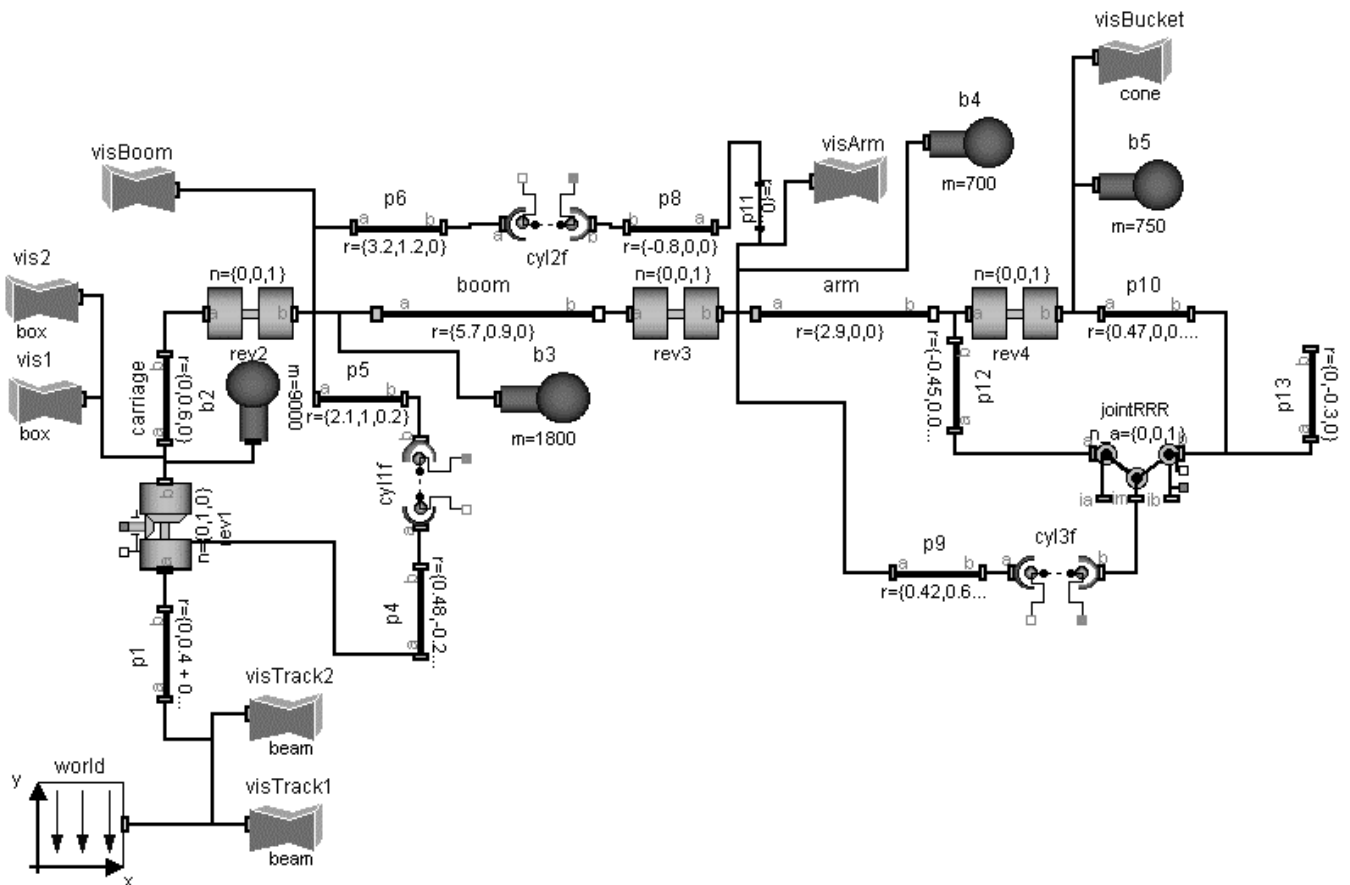 visBucket
cone
b4
m=700
b5
m=750
visBoom
visArm
p6
a b
r={3.2,1.2,0}
a b
cyl2f
p8
b a
r={-0.8,0,0}
p11
r={0
vis2
box
n={0,0,1}
a b
rev2
boom
a b
r={5.7,0.9,0}
n={0,0,1}
a b
rev3
arm
a b
r={2.9,0,0}
n={0,0,1}
a b
rev4
p10
a b
r={0.47,0,0....
vis1
box
carriage
a b
r={0,0.6,0}
b2
m=9000
p5
a b
r={2.1,1,0.2}
b3
m=1800
a b
r={-0.45,0,0...
p12
a b
r={0,-0.3,0}
p13
jointRRR
n_a={0,0,1}
a b
ia im ib
cyl1f
a b
a b
n={0,1,0}
rev1
p4
a b
r={0.48,-0.2...
p9
a b
r={0.42,0.6...
cyl3f
a b
p1
a b
r={0,0.4 + 0...
visTrack2
beam
visTrack1
beam
world
y
x